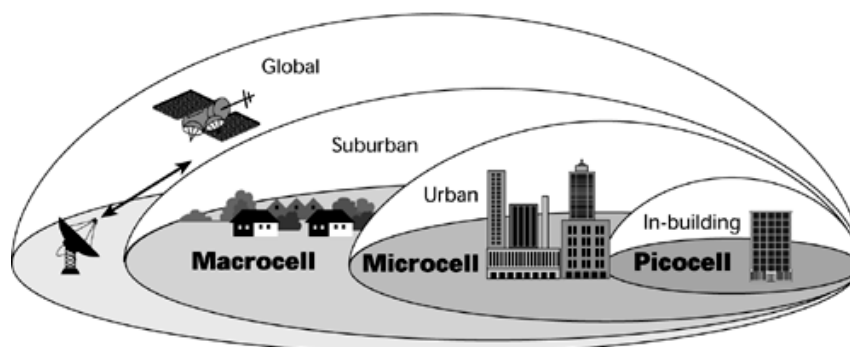 Global
Suburban
Urban
In-building
Macrocell
Microcell
Picocell